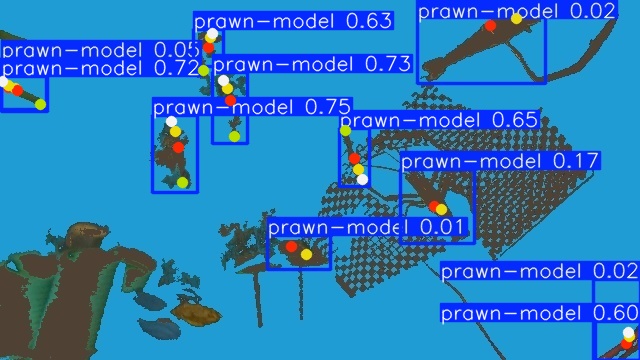 prawn-model 0.02
prawn-model 0.63
prawn-model 0.05
prawn-model 0.72
prawn-model 0.73
prawn-model 0.75
prawn-model 0.65
prawn-model 0.17
prawn-model 0.01
prawn-model 0.02
prawn-model 0.60